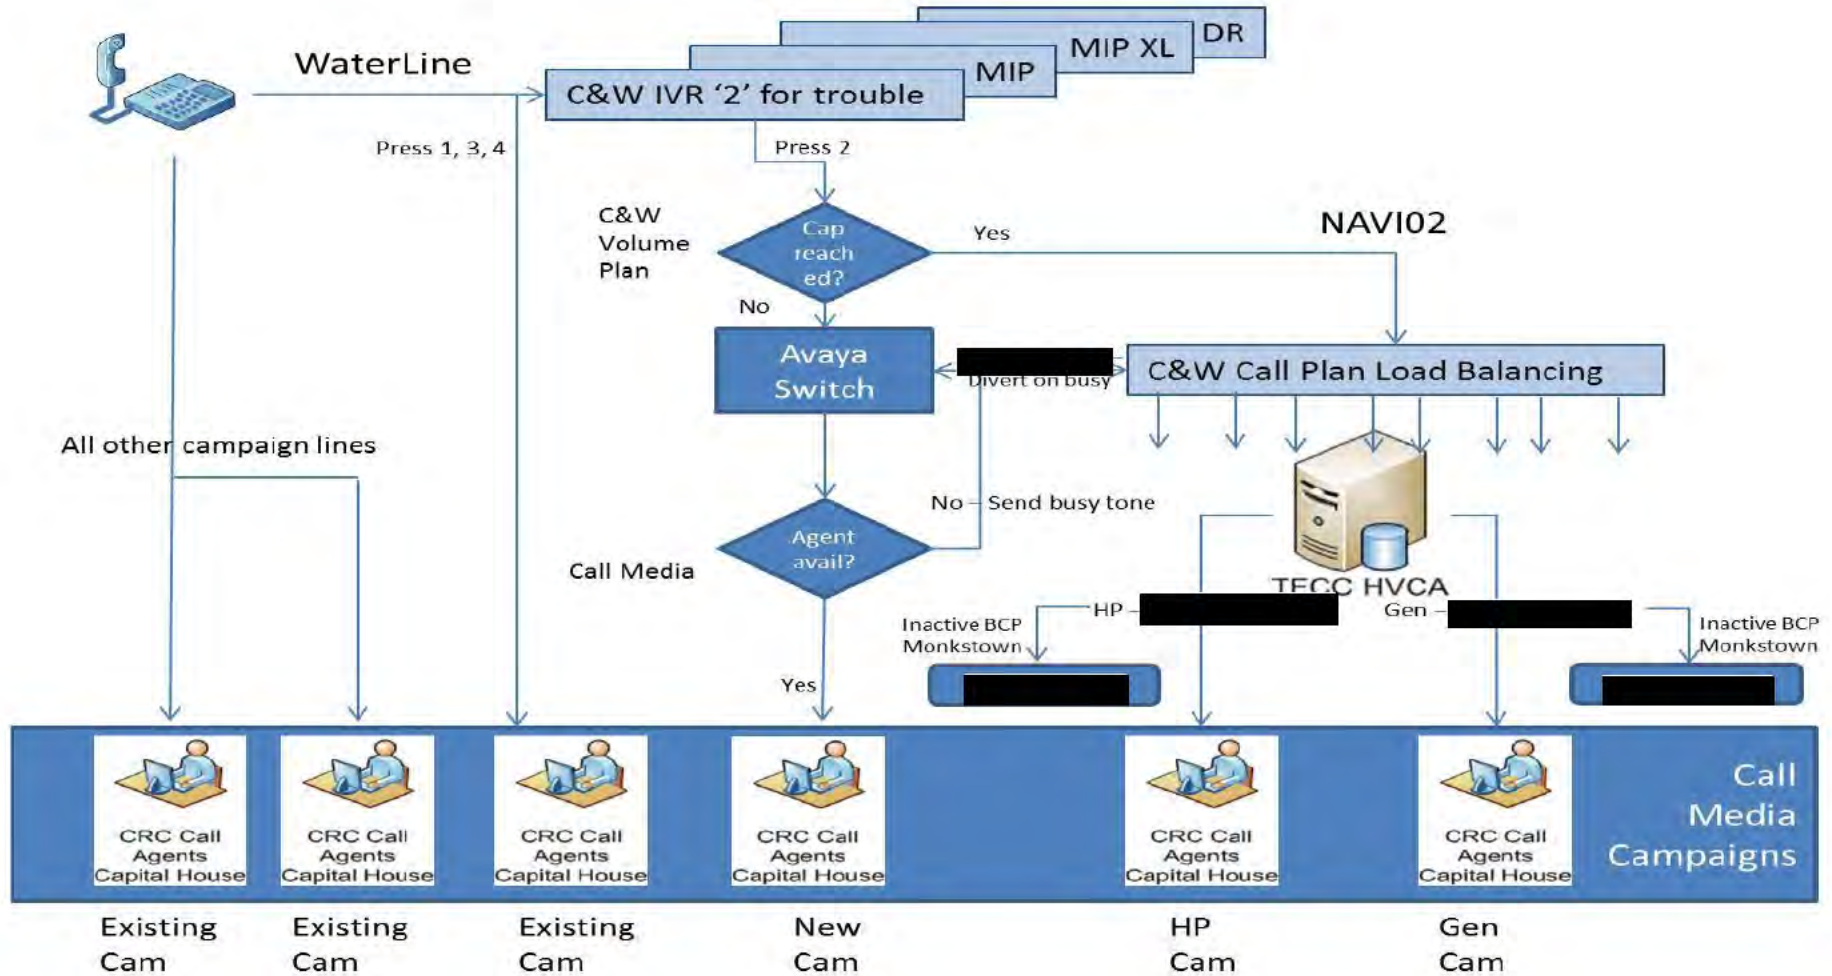 DR
MIP XL
MIP
WaterLine
C&W IVR ‘2’ for trouble
Press 1, 3, 4
Press 2
C&W
Volume
Plan
Cap
reach
ed?
Yes
NAVI02
No
Avaya
Switch
Divert on busy
C&W Call Plan Load Balancing
All other campaign lines
No – Send busy tone
Agent
avail?
Call Media
TECC HVCA
HP –
Gen –
Inactive BCP
Monkstown
Inactive BCP
Monkstown
Yes
CRC Call
Agents
Capital House
CRC Call
Agents
Capital House
CRC Call
Agents
Capital House
CRC Call
Agents
Capital House
CRC Call
Agents
Capital House
CRC Call
Agents
Capital House
Call
Media
Campaigns
Existing
Cam
Existing
Cam
Existing
Cam
New
Cam
HP
Cam
Gen
Cam